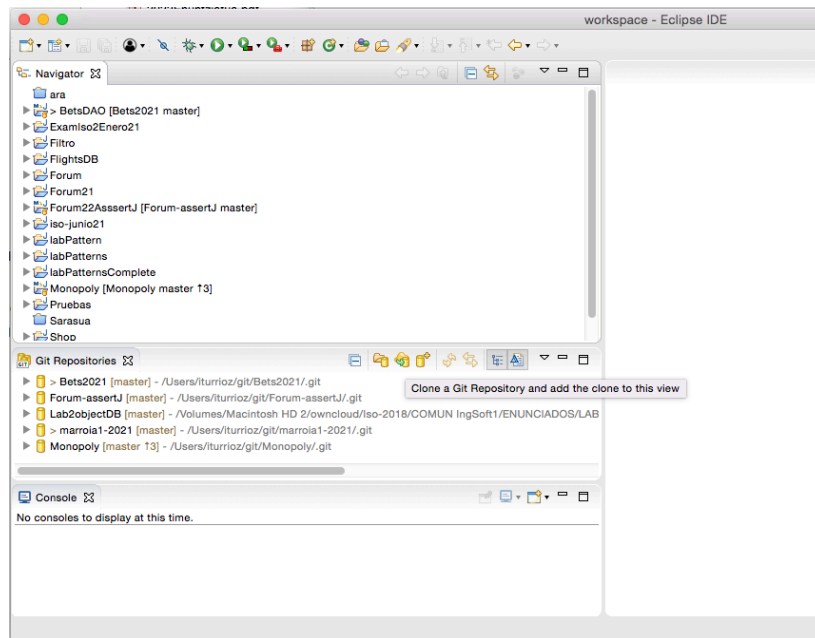 workspace - Eclipse IDE
Navigator
ara
> BetsDAO [Bets2021 master]
ExamIso2Enero21
Filtro
FlightsDB
Forum
Forum21
Forum22AsssertJ [Forum-assertJ master]
iso-junio21
labPattern
labPatterns
labPatternsComplete
Monopoly [Monopoly master ↑3]
Pruebas
Sarasua
Shop
GIT Git Repositories
> Bets2021 [master] - /Users/iturrioz/git/Bets2021/.git
Clone a Git Repository and add the clone to this view
Forum-assertJ [master] - /Users/iturrioz/git/Forum-assertJ/.git
Lab2objectDB [master] - /Volumes/Macintosh HD 2/owncloud/Iso-2018/COMUN IngSoft1/ENUNCIADOS/LAB
> marroia1-2021 [master] - /Users/iturrioz/git/marroia1-2021/.git
Monopoly [master ↑3] - /Users/iturrioz/git/Monopoly/.git
Console
No consoles to display at this time.